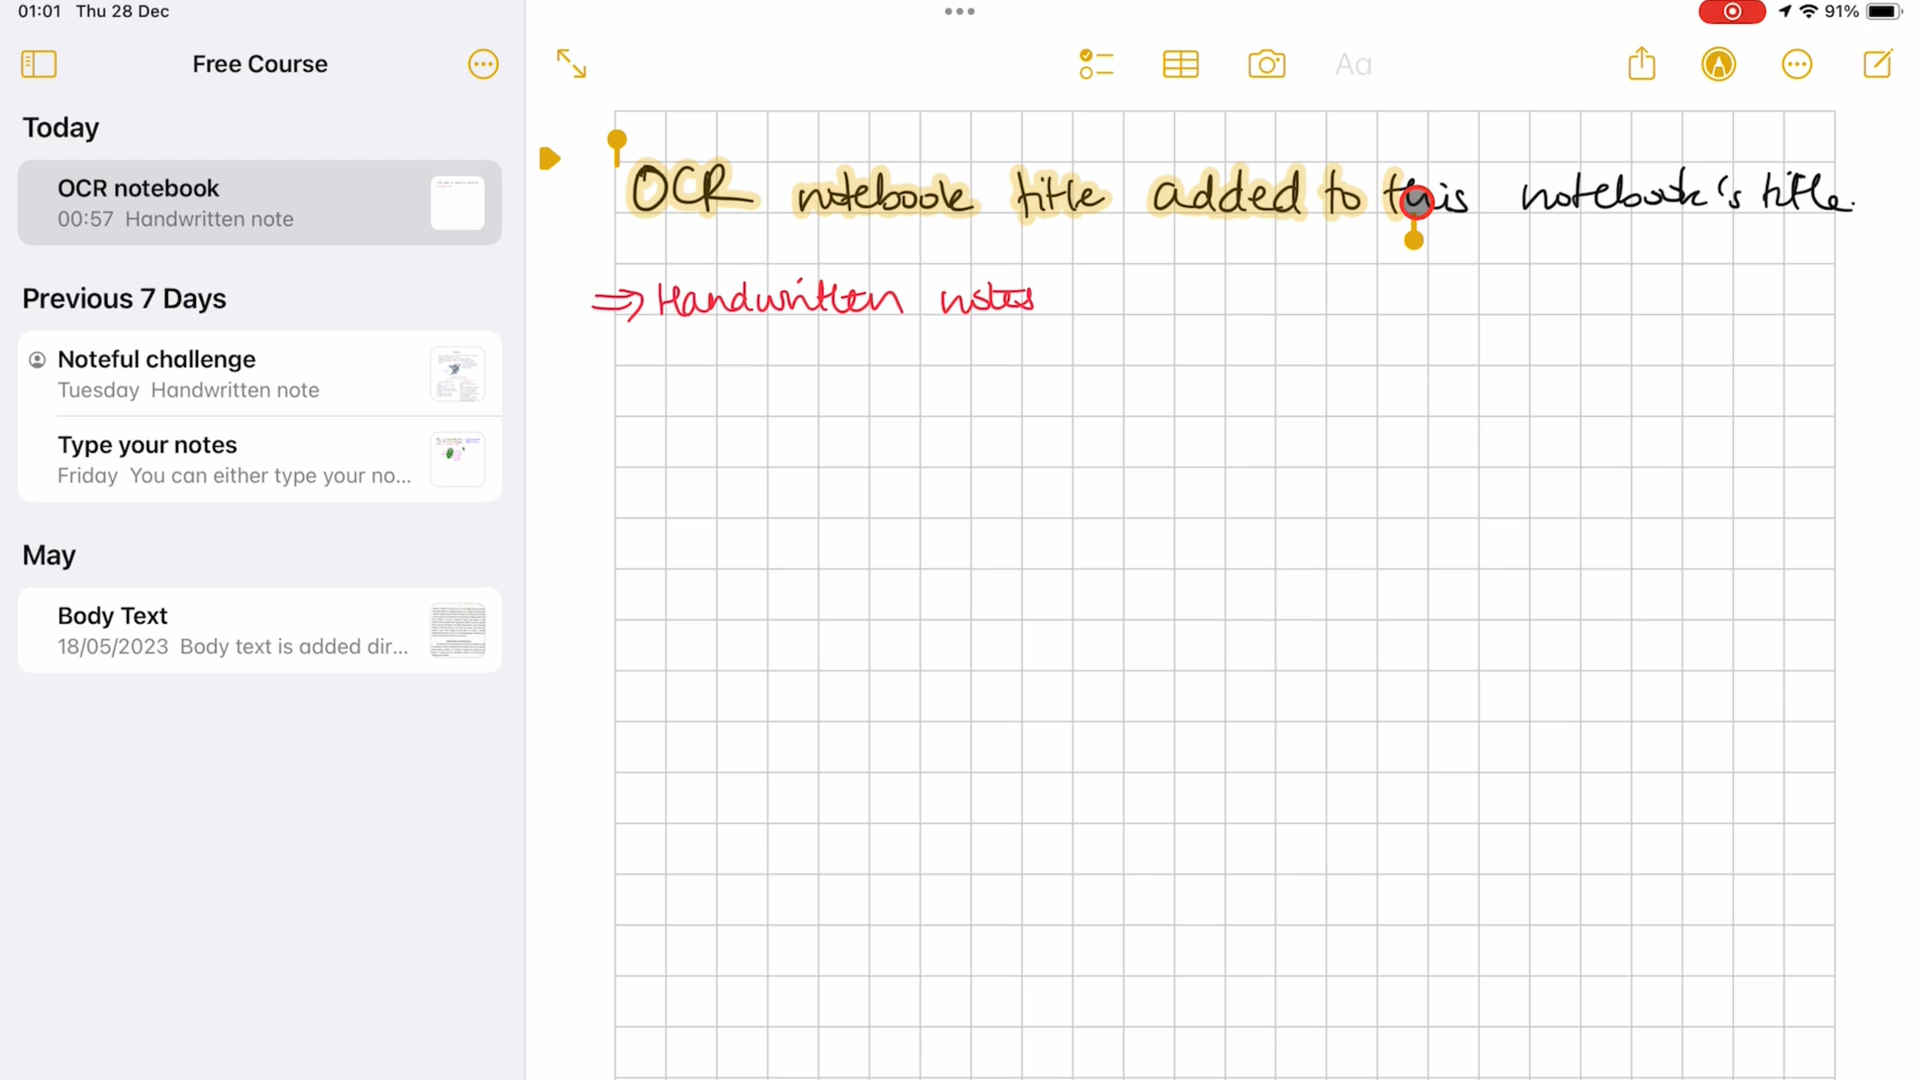 01:01 Thu 28 Dec
91%
Free Course
Aa
Today
OCR notebook
00:57 Handwritten note
Previous 7 Days
Noteful challenge
Tuesday Handwritten note
Type your notes
Friday You can either type your no...
May
Body Text
18/05/2023 Body text is added dir...
OCR notebook title added to this notebook's title.
⇒ Handwritten notes